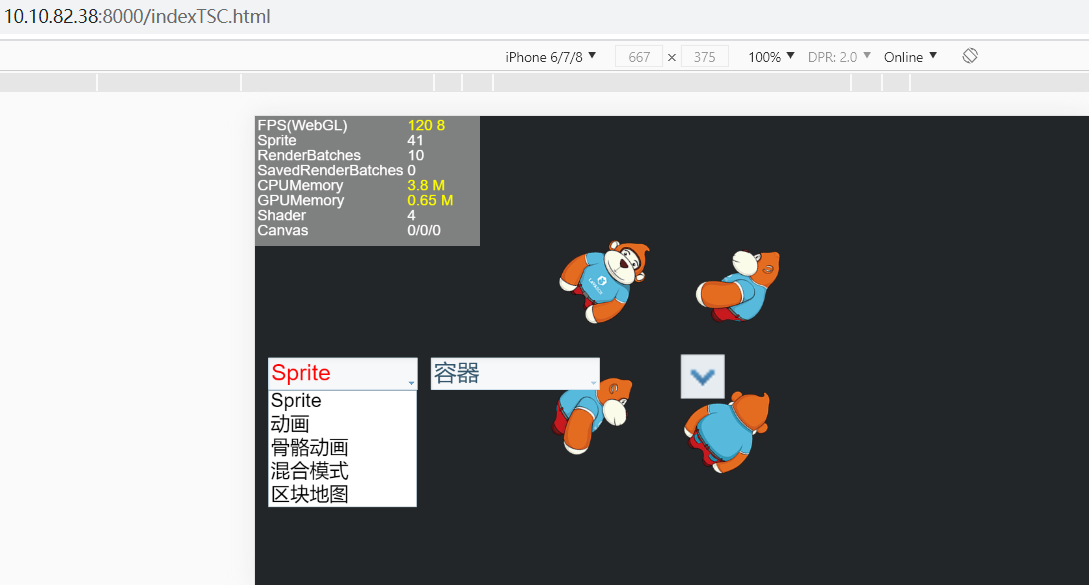 10.10.82.38:8000/indexTSC.html
iPhone 6/7/8 667 × 375 100% DPR: 2.0 Online
FPS(WebGL) 120 8
Sprite 41
RenderBatches 10
SavedRenderBatches 0
CPUMemory 3.8 M
GPUMemory 0.65 M
Shader 4
Canvas 0/0/0
Sprite 容器
Sprite
动画
骨骼动画
混合模式
区块地图